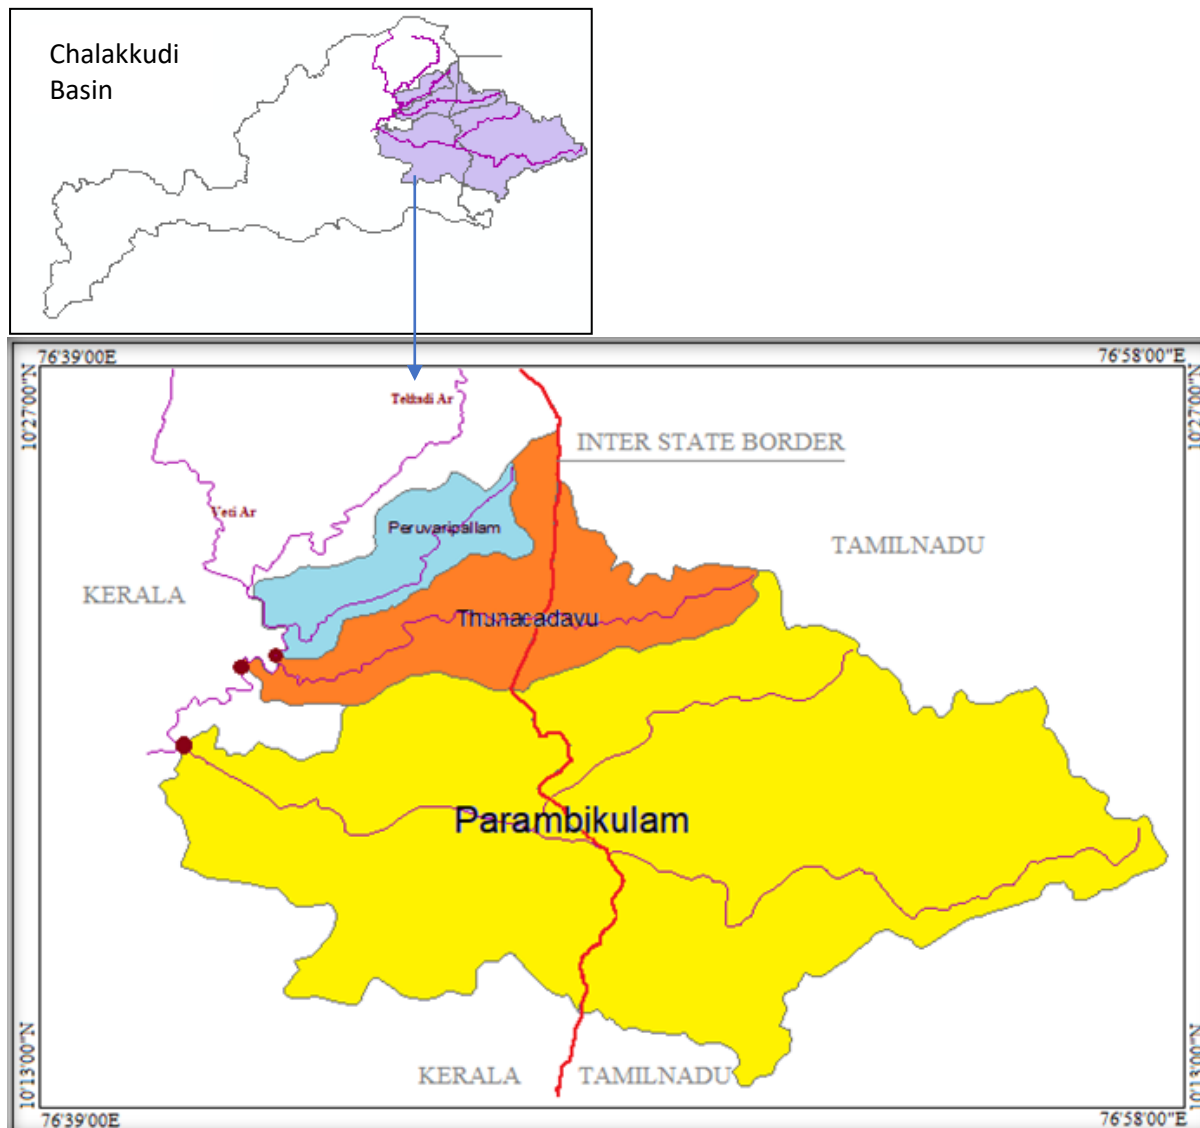 Chalakkudi
Basin
76'39'00E
76'58'00"E
10'27'00"N
10'27'00"N
Tekkadi Ar
INTER STATE BORDER
Veti Ar
Peruvaripallam
TAMILNADU
KERALA
Thunacadavu
Parambikulam
KERALA
TAMILNADU
10'13'00"N
10'13'00"N
76'39'00E
76'58'00"E